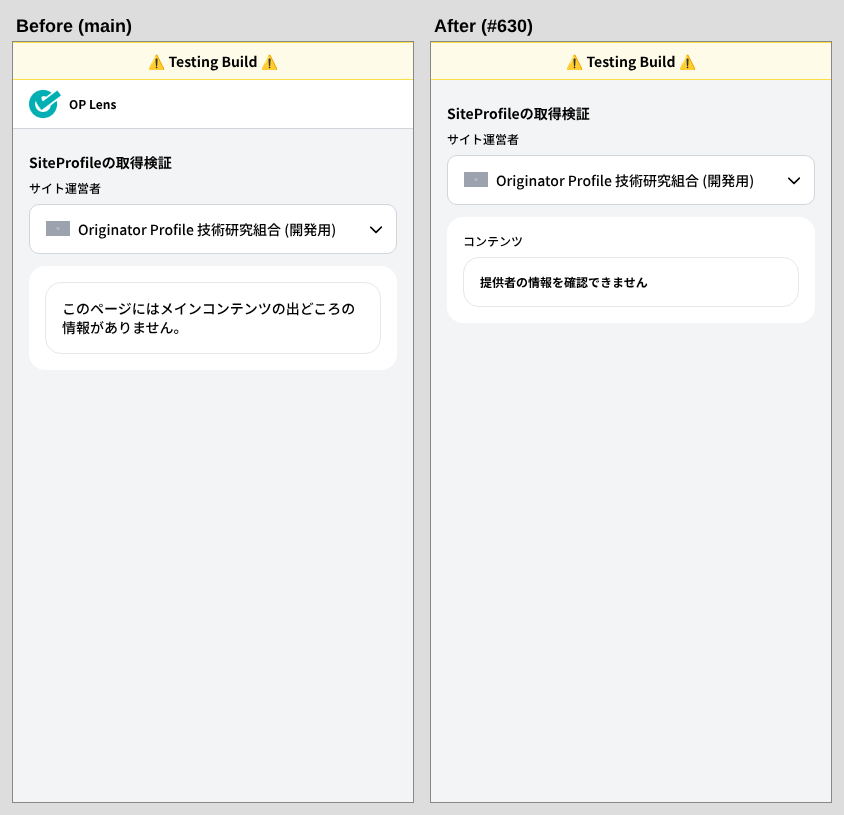 Before (main)
⚠️ Testing Build ⚠️
OP Lens
SiteProfileの取得検証
サイト運営者
Originator Profile 技術研究組合 (開発用)
このページにはメインコンテンツの出どころの
情報がありません。
After (#630)
⚠️ Testing Build ⚠️
SiteProfileの取得検証
サイト運営者
Originator Profile 技術研究組合 (開発用)
コンテンツ
提供者の情報を確認できません